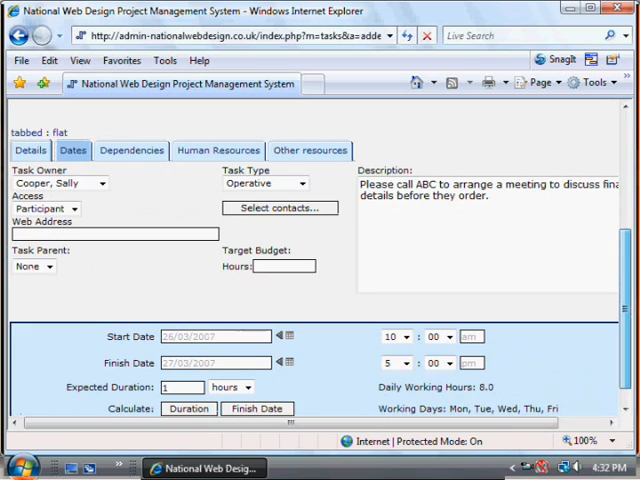 National Web Design Project Management System - Windows Internet Explorer
http://admin-nationalwebdesign.co.uk/index.php?m=tasks&a=adde
Live Search
File Edit View Favorites Tools Help
SnagIt
National Web Design Project Management System
Page Tools
tabbed : flat
Details Dates Dependencies Human Resources Other resources
Task Owner Task Type Description:
Cooper, Sally Operative Please call ABC to arrange a meeting to discuss fina
details before they order.
Access
Participant Select contacts...
Web Address
Task Parent: Target Budget:
None Hours:
Start Date 26/03/2007 10 : 00 am
Finish Date 27/03/2007 5 : 00 pm
Expected Duration: 1 hours Daily Working Hours: 8.0
Calculate: Duration Finish Date Working Days: Mon, Tue, Wed, Thu, Fri
Internet | Protected Mode: On 100%
National Web Desig... 4:32 PM